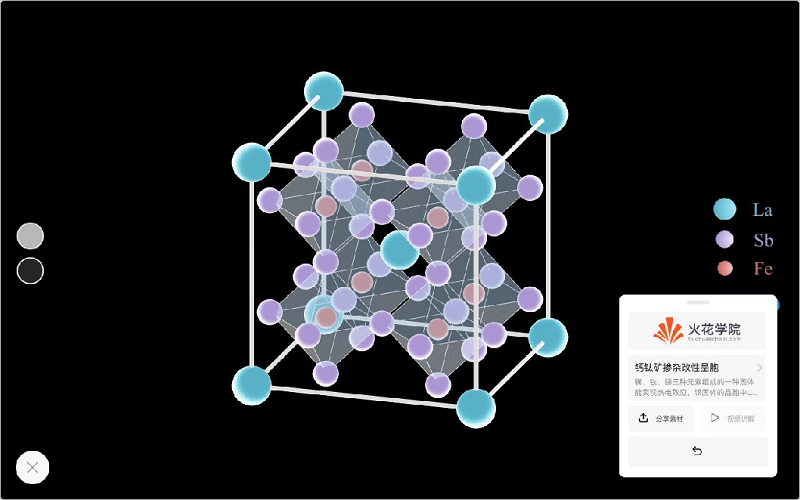 La
Sb
Fe
火花学院
huohuaschool.com
钙钛矿掺杂改性晶胞
镧、铁、锑三种元素组成的一种固体
能实现热电效应，该固体的晶胞中-...
分享素材
视频讲解